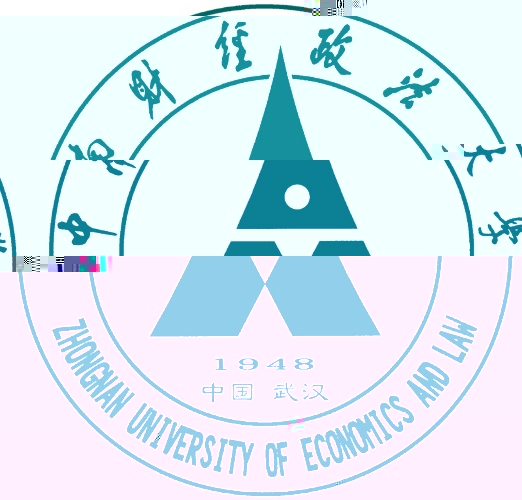 中南财经政法大学
1948
中国 武汉
ZHONGNAN UNIVERSITY OF ECONOMICS AND LAW